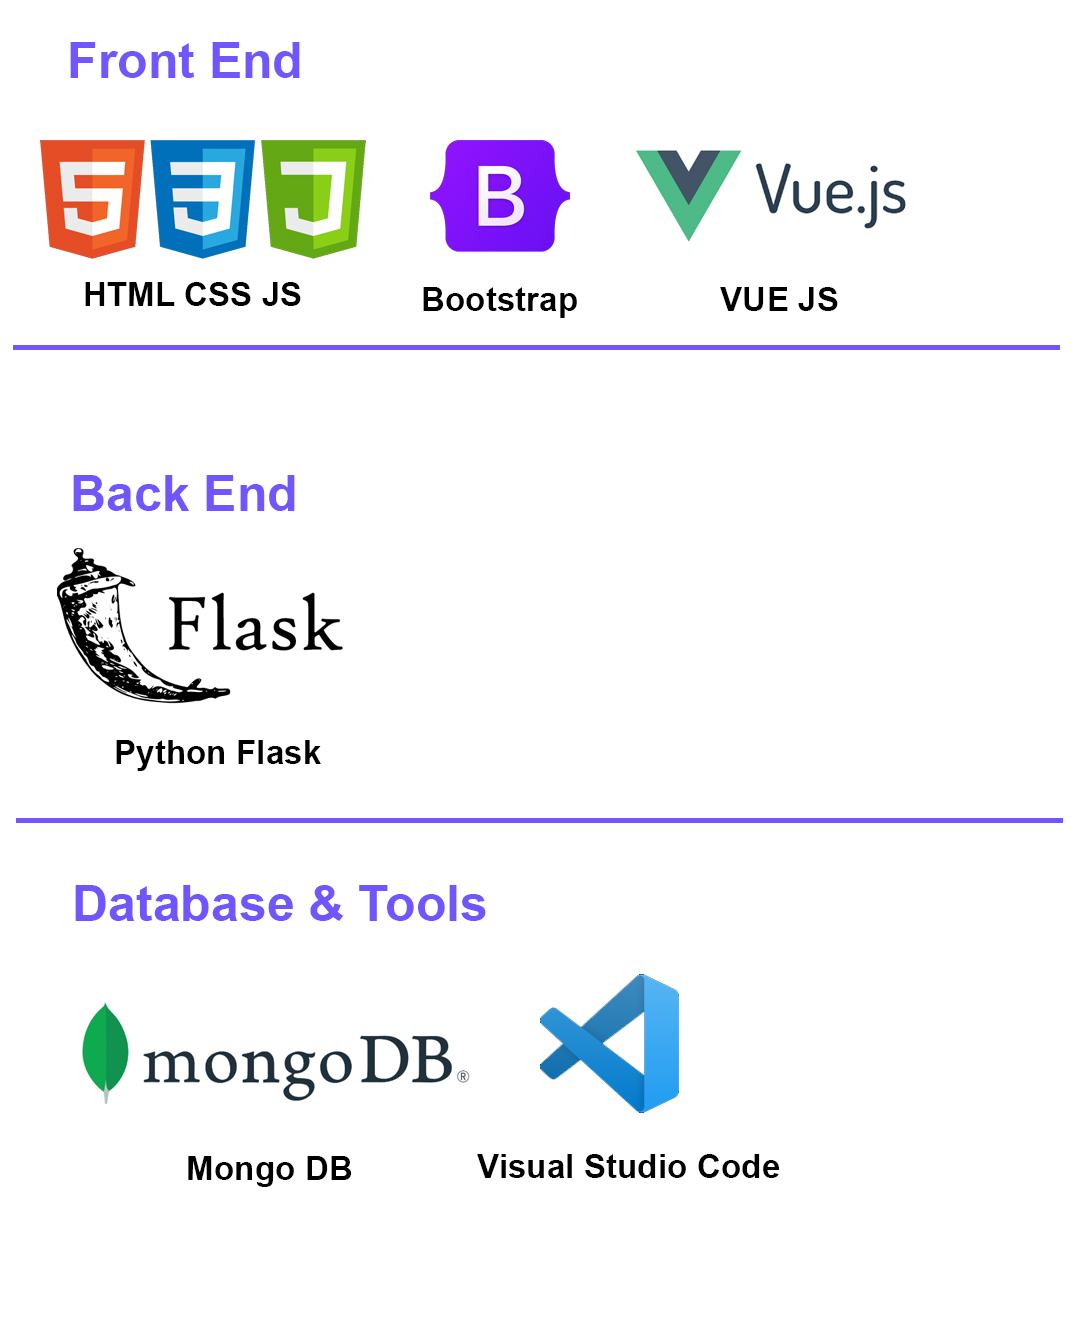 Front End
B
Vue.js
HTML CSS JS
Bootstrap
VUE JS
Back End
Flask
Python Flask
Database & Tools
mongoDB®
Mongo DB
Visual Studio Code